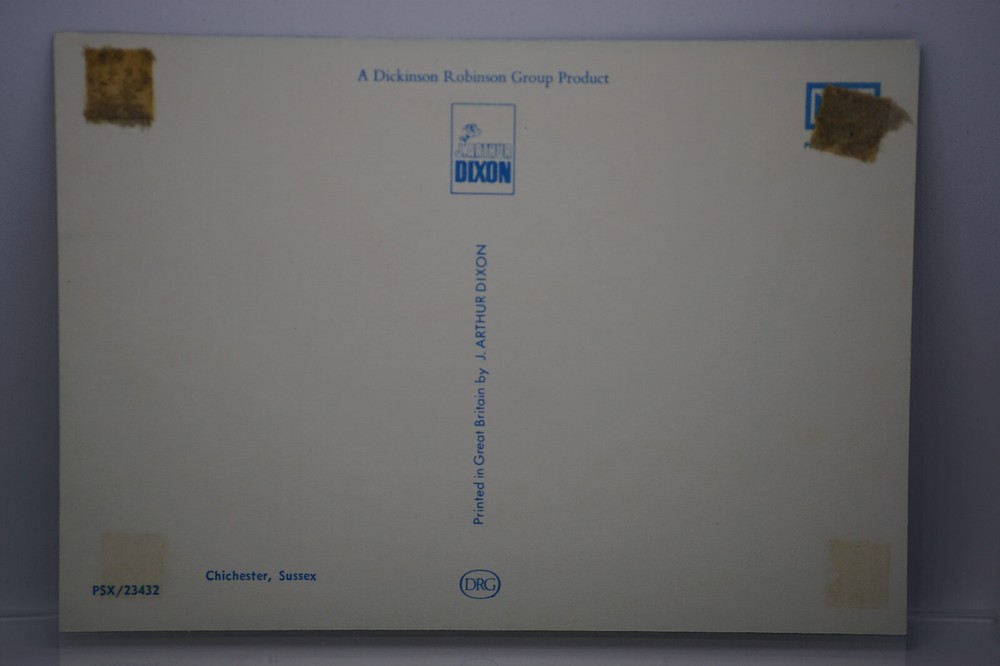 A Dickinson Robinson Group Product
J. ARTHUR
DIXON
Printed in Great Britain by J. ARTHUR DIXON
Chichester, Sussex
PSX/23432
DRG